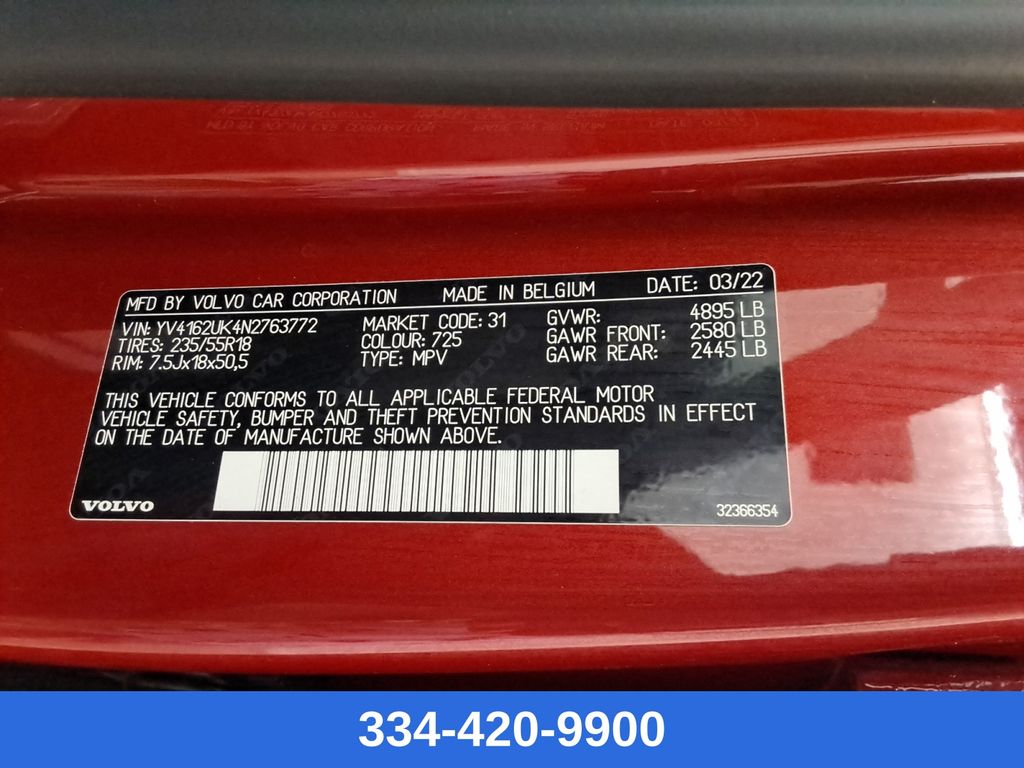 MFD BY VOLVO CAR CORPORATION MADE IN BELGIUM DATE: 03/22
VIN: YV4162UK4N2763772 MARKET CODE: 31 GVWR: 4895 LB
TIRES: 235/55R18 COLOUR: 725 GAWR FRONT: 2580 LB
RIM: 7.5Jx18x50,5 TYPE: MPV GAWR REAR: 2445 LB
THIS VEHICLE CONFORMS TO ALL APPLICABLE FEDERAL MOTOR
VEHICLE SAFETY, BUMPER AND THEFT PREVENTION STANDARDS IN EFFECT
ON THE DATE OF MANUFACTURE SHOWN ABOVE.
VOLVO 32366354
334-420-9900